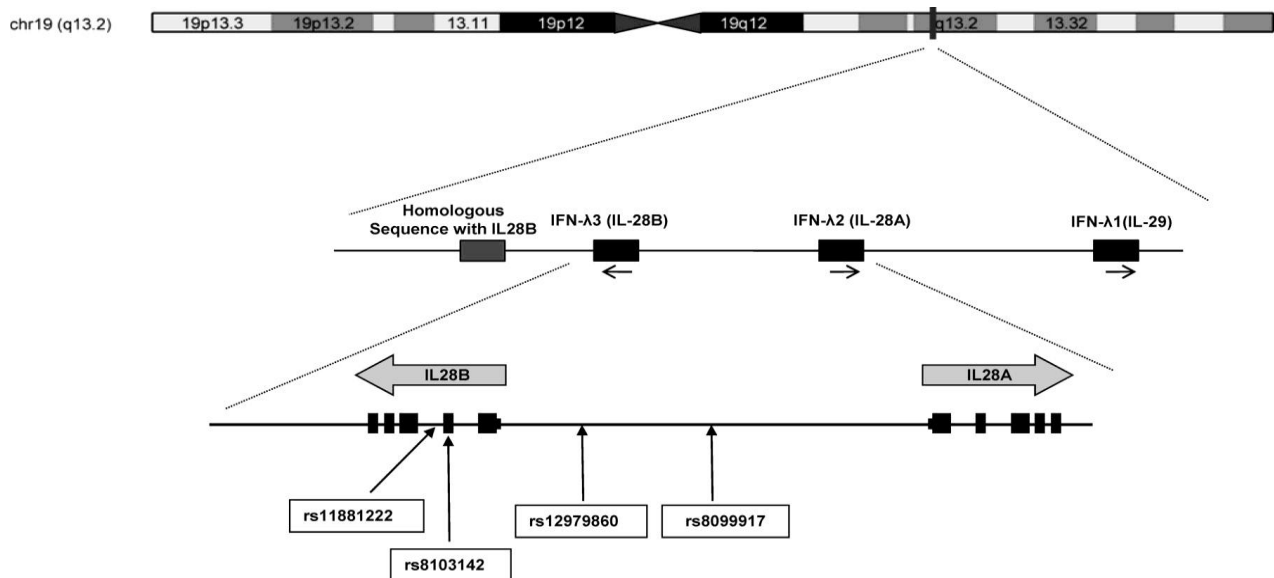 chr19 (q13.2)
19p13.3
19p13.2
13.11
19p12
19q12
q13.2
13.32
Homologous
Sequence with IL28B
IFN-λ3 (IL-28B)
IFN-λ2 (IL-28A)
IFN-λ1(IL-29)
IL28B
IL28A
rs11881222
rs12979860
rs8099917
rs8103142